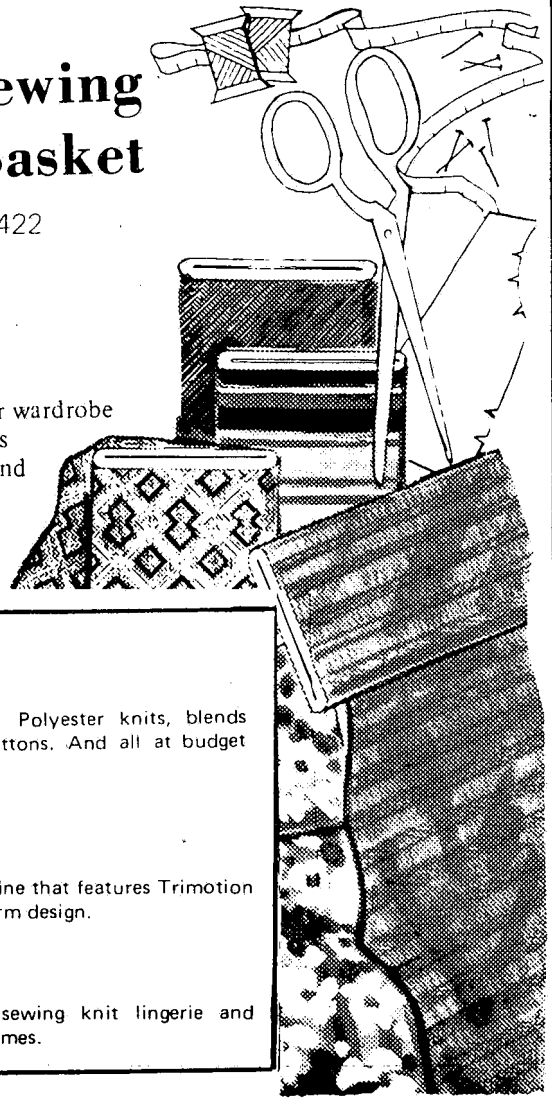 ewing
asket
422
r wardrobe
s
nd
Polyester knits, blends
ttons. And all at budget
ine that features Trimotion
rm design.
sewing knit lingerie and
mes.